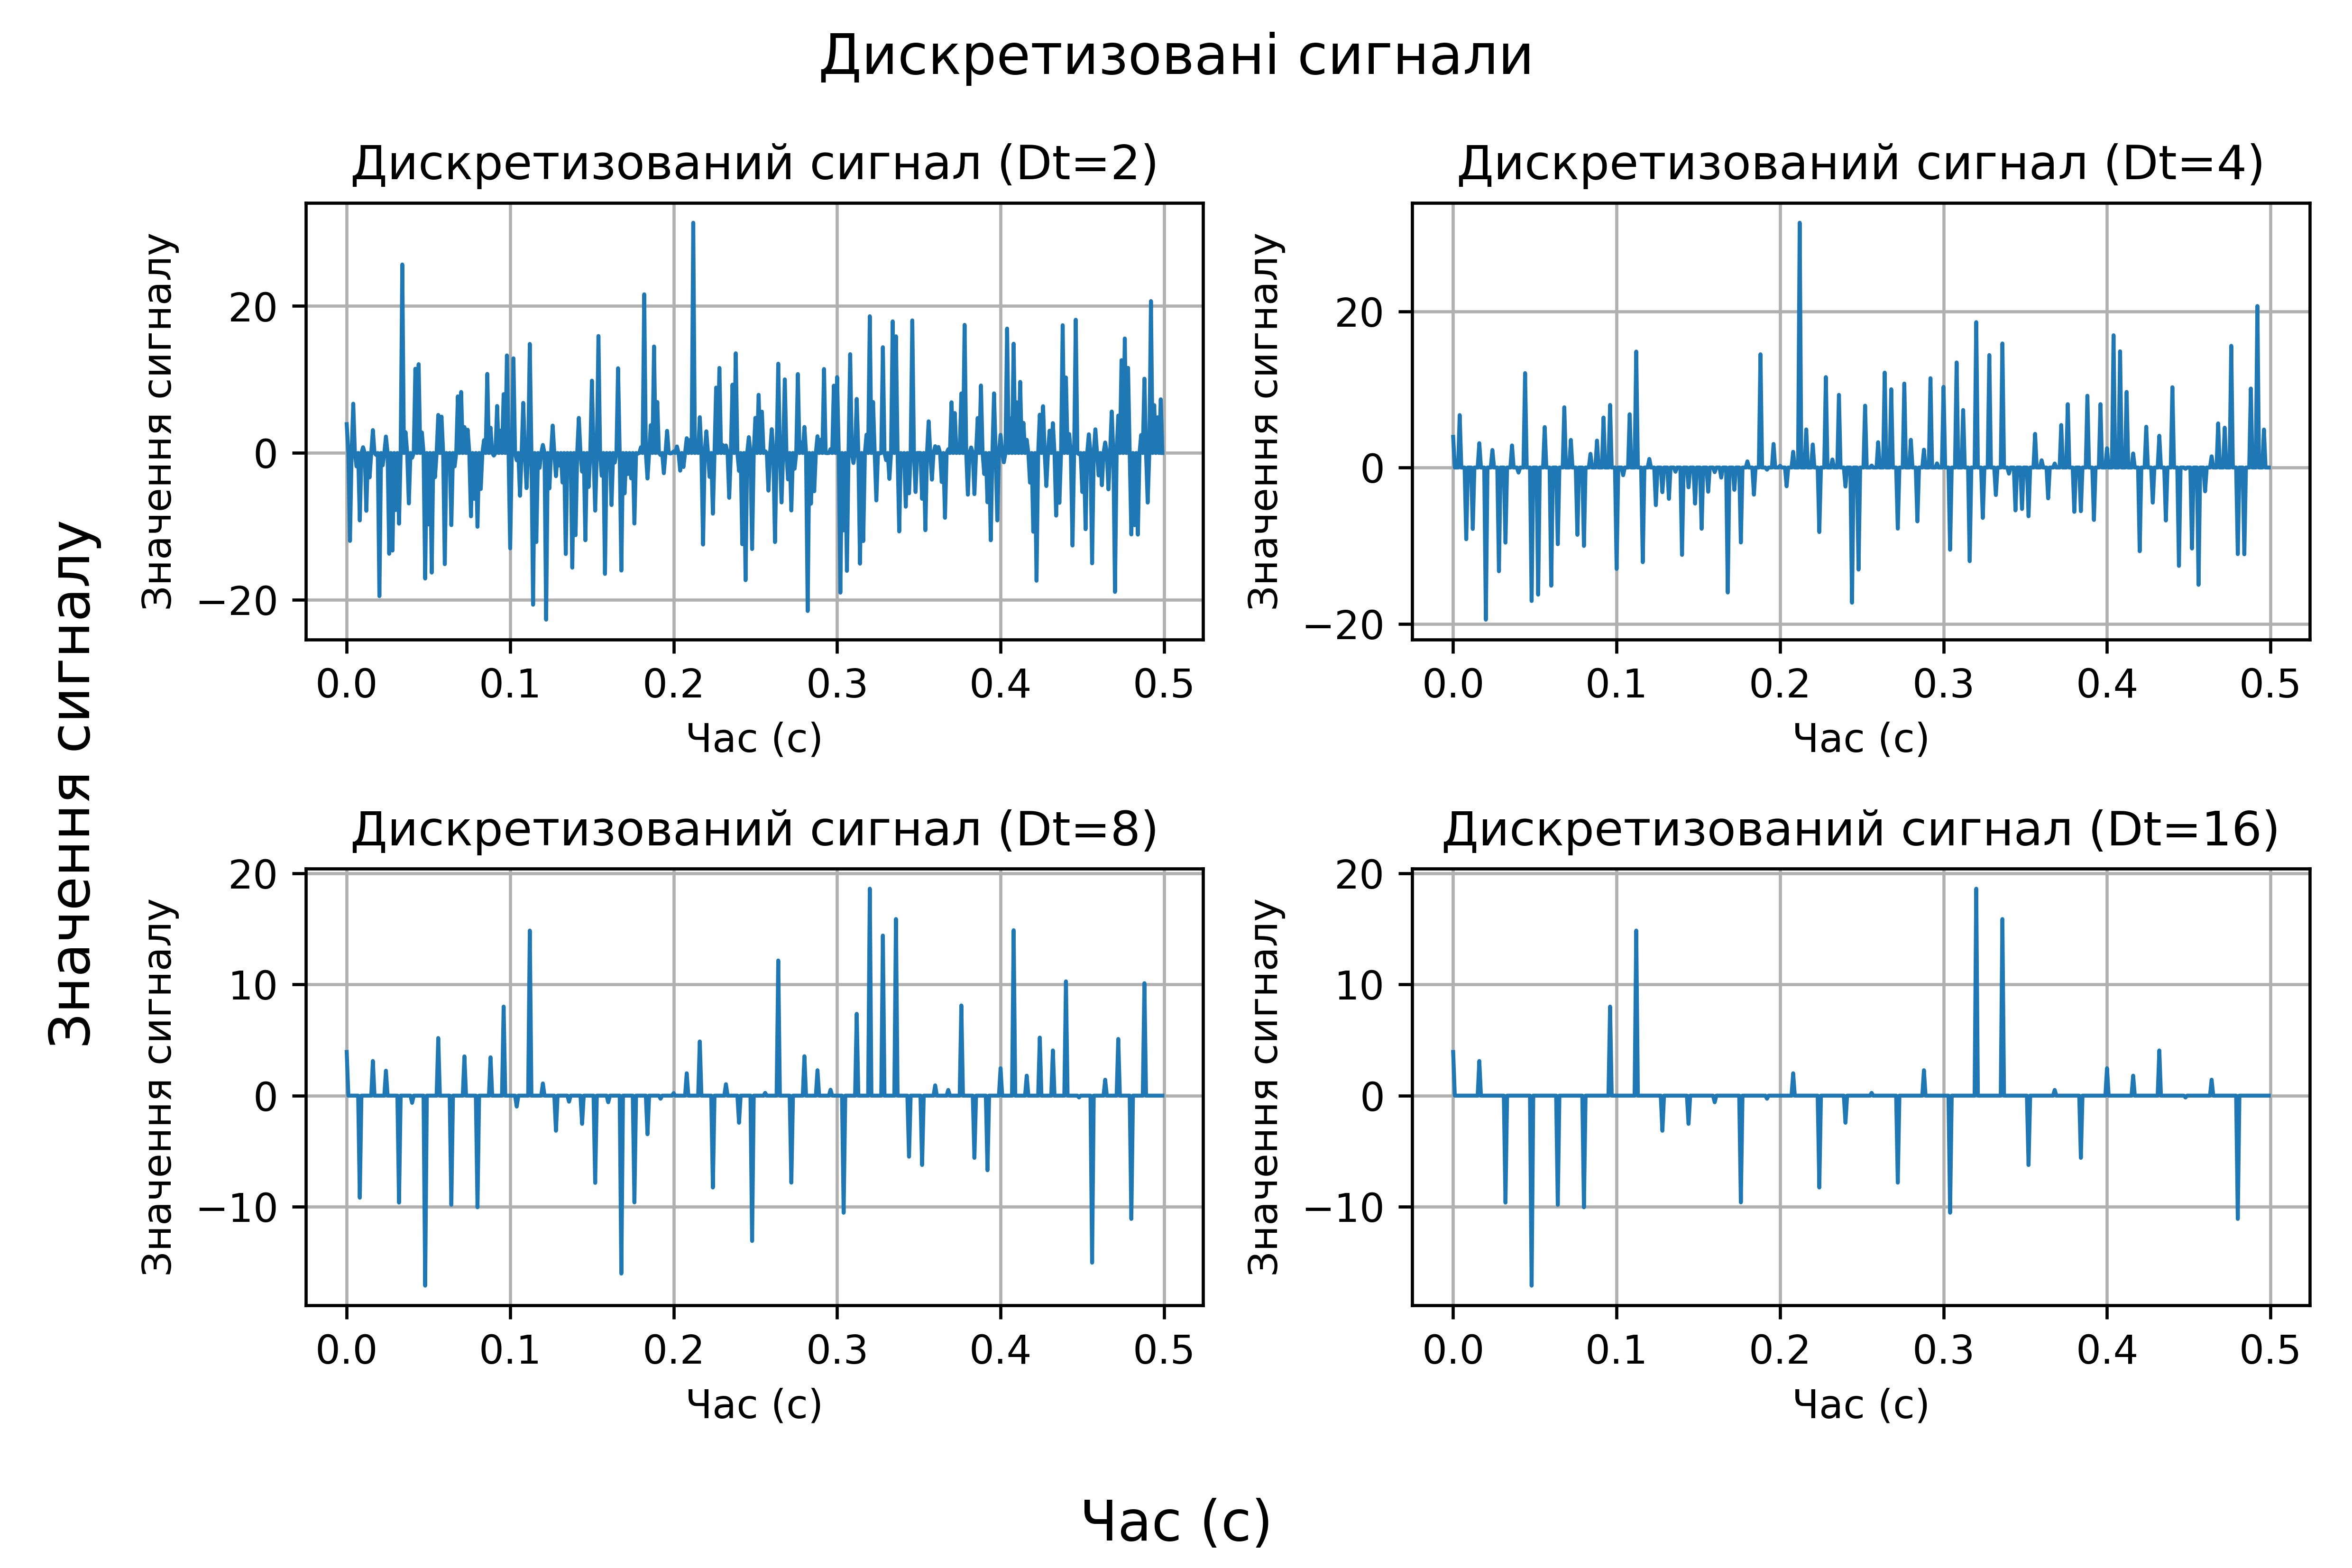 Дискретизовані сигнали
Дискретизований сигнал (Dt=2)
Значення сигналу
20
0
−20
0.0 0.1 0.2 0.3 0.4 0.5
Час (с)
Дискретизований сигнал (Dt=4)
Значення сигналу
20
0
−20
0.0 0.1 0.2 0.3 0.4 0.5
Час (с)
Значення сигналу
Дискретизований сигнал (Dt=8)
Значення сигналу
20
10
0
−10
0.0 0.1 0.2 0.3 0.4 0.5
Час (с)
Дискретизований сигнал (Dt=16)
Значення сигналу
20
10
0
−10
0.0 0.1 0.2 0.3 0.4 0.5
Час (с)
Час (с)